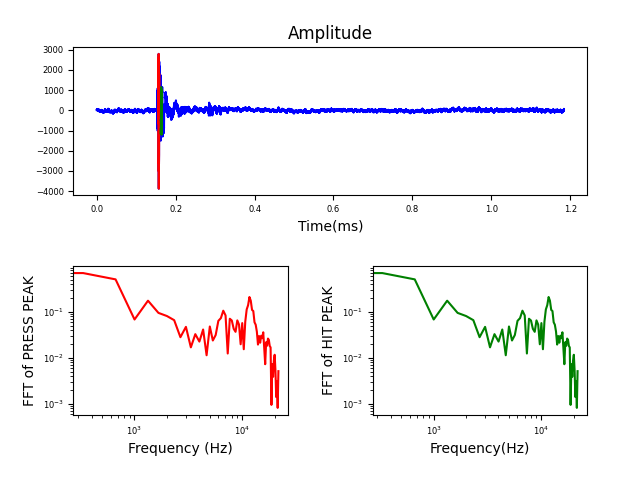 Amplitude
3000
2000
1000
0
−1000
−2000
−3000
−4000
0.0 0.2 0.4 0.6 0.8 1.0 1.2
Time(ms)
FFT of PRESS PEAK
10⁻¹
10⁻²
10⁻³
10³ 10⁴
Frequency (Hz)
FFT of HIT PEAK
10⁻¹
10⁻²
10⁻³
10³ 10⁴
Frequency(Hz)